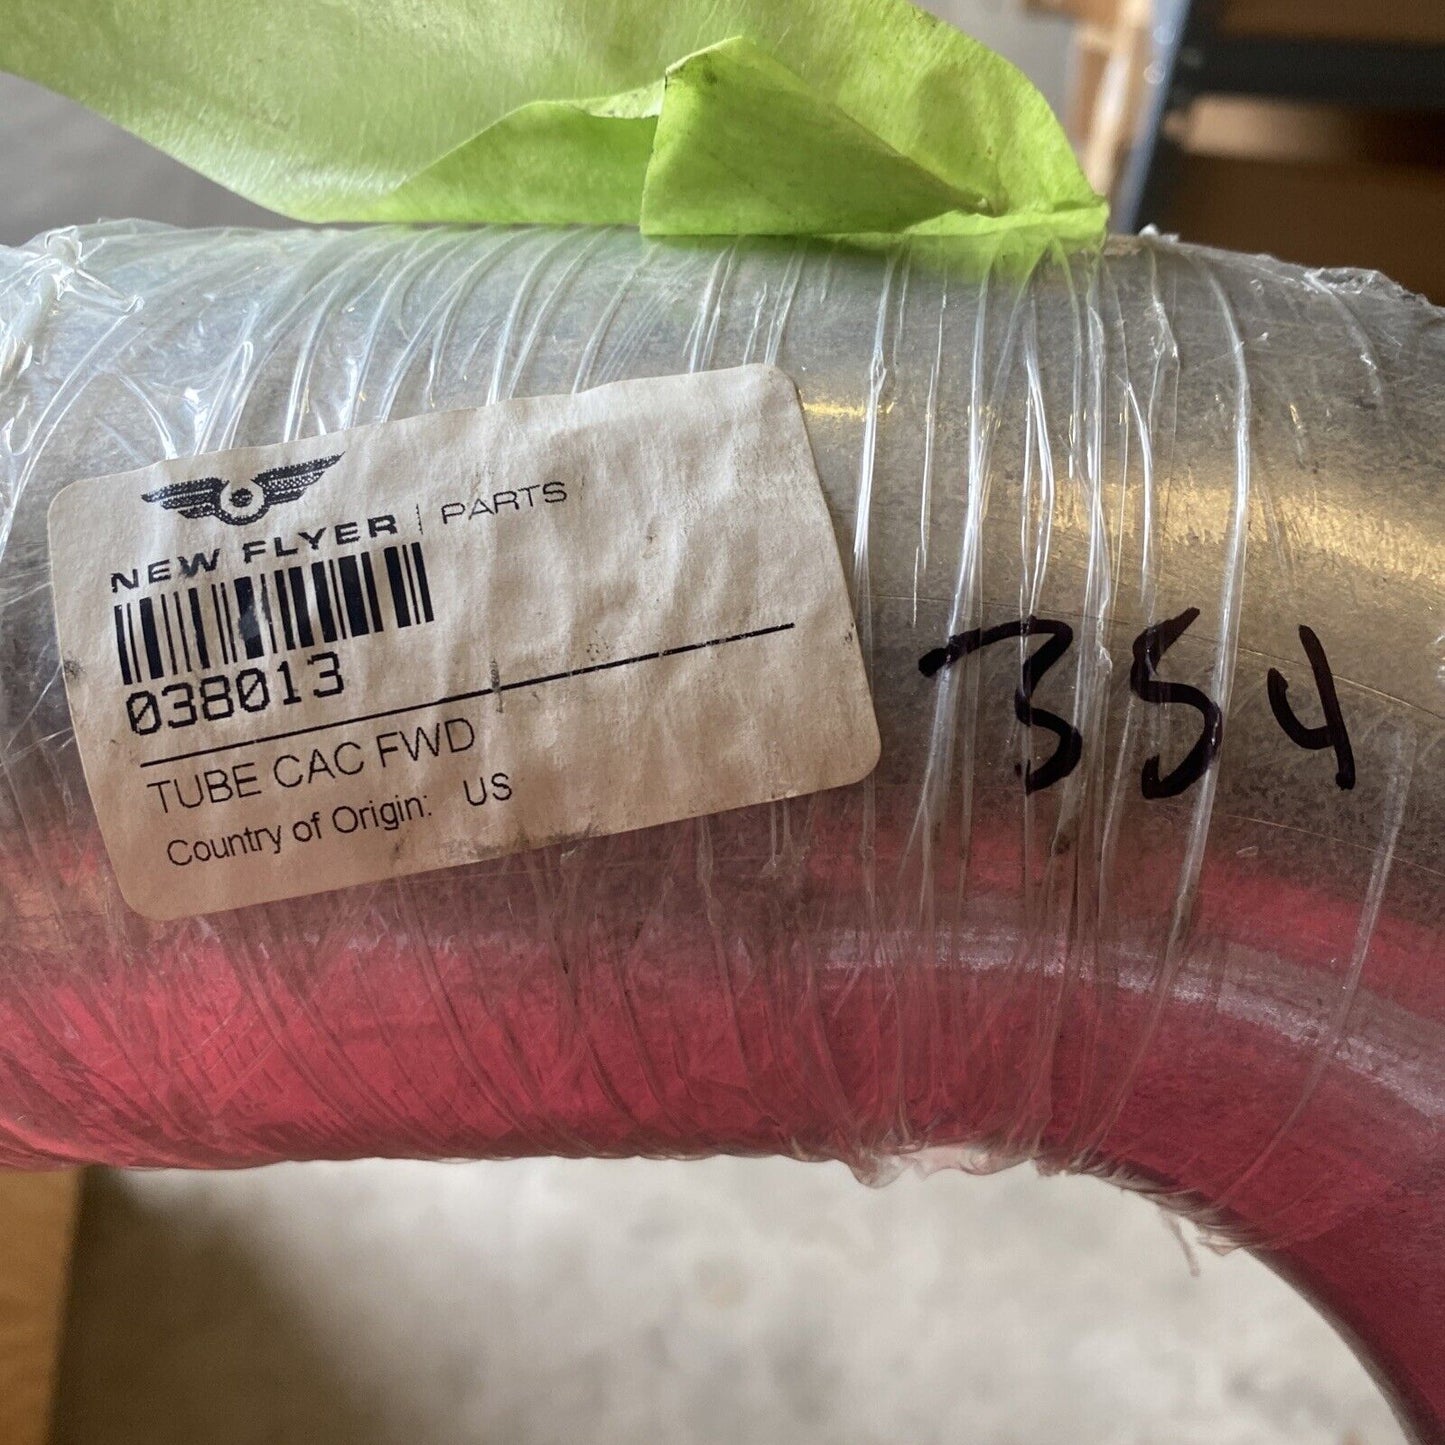 NEW FLYER | PARTS
038013
TUBE CAC FWD
Country of Origin: US
354